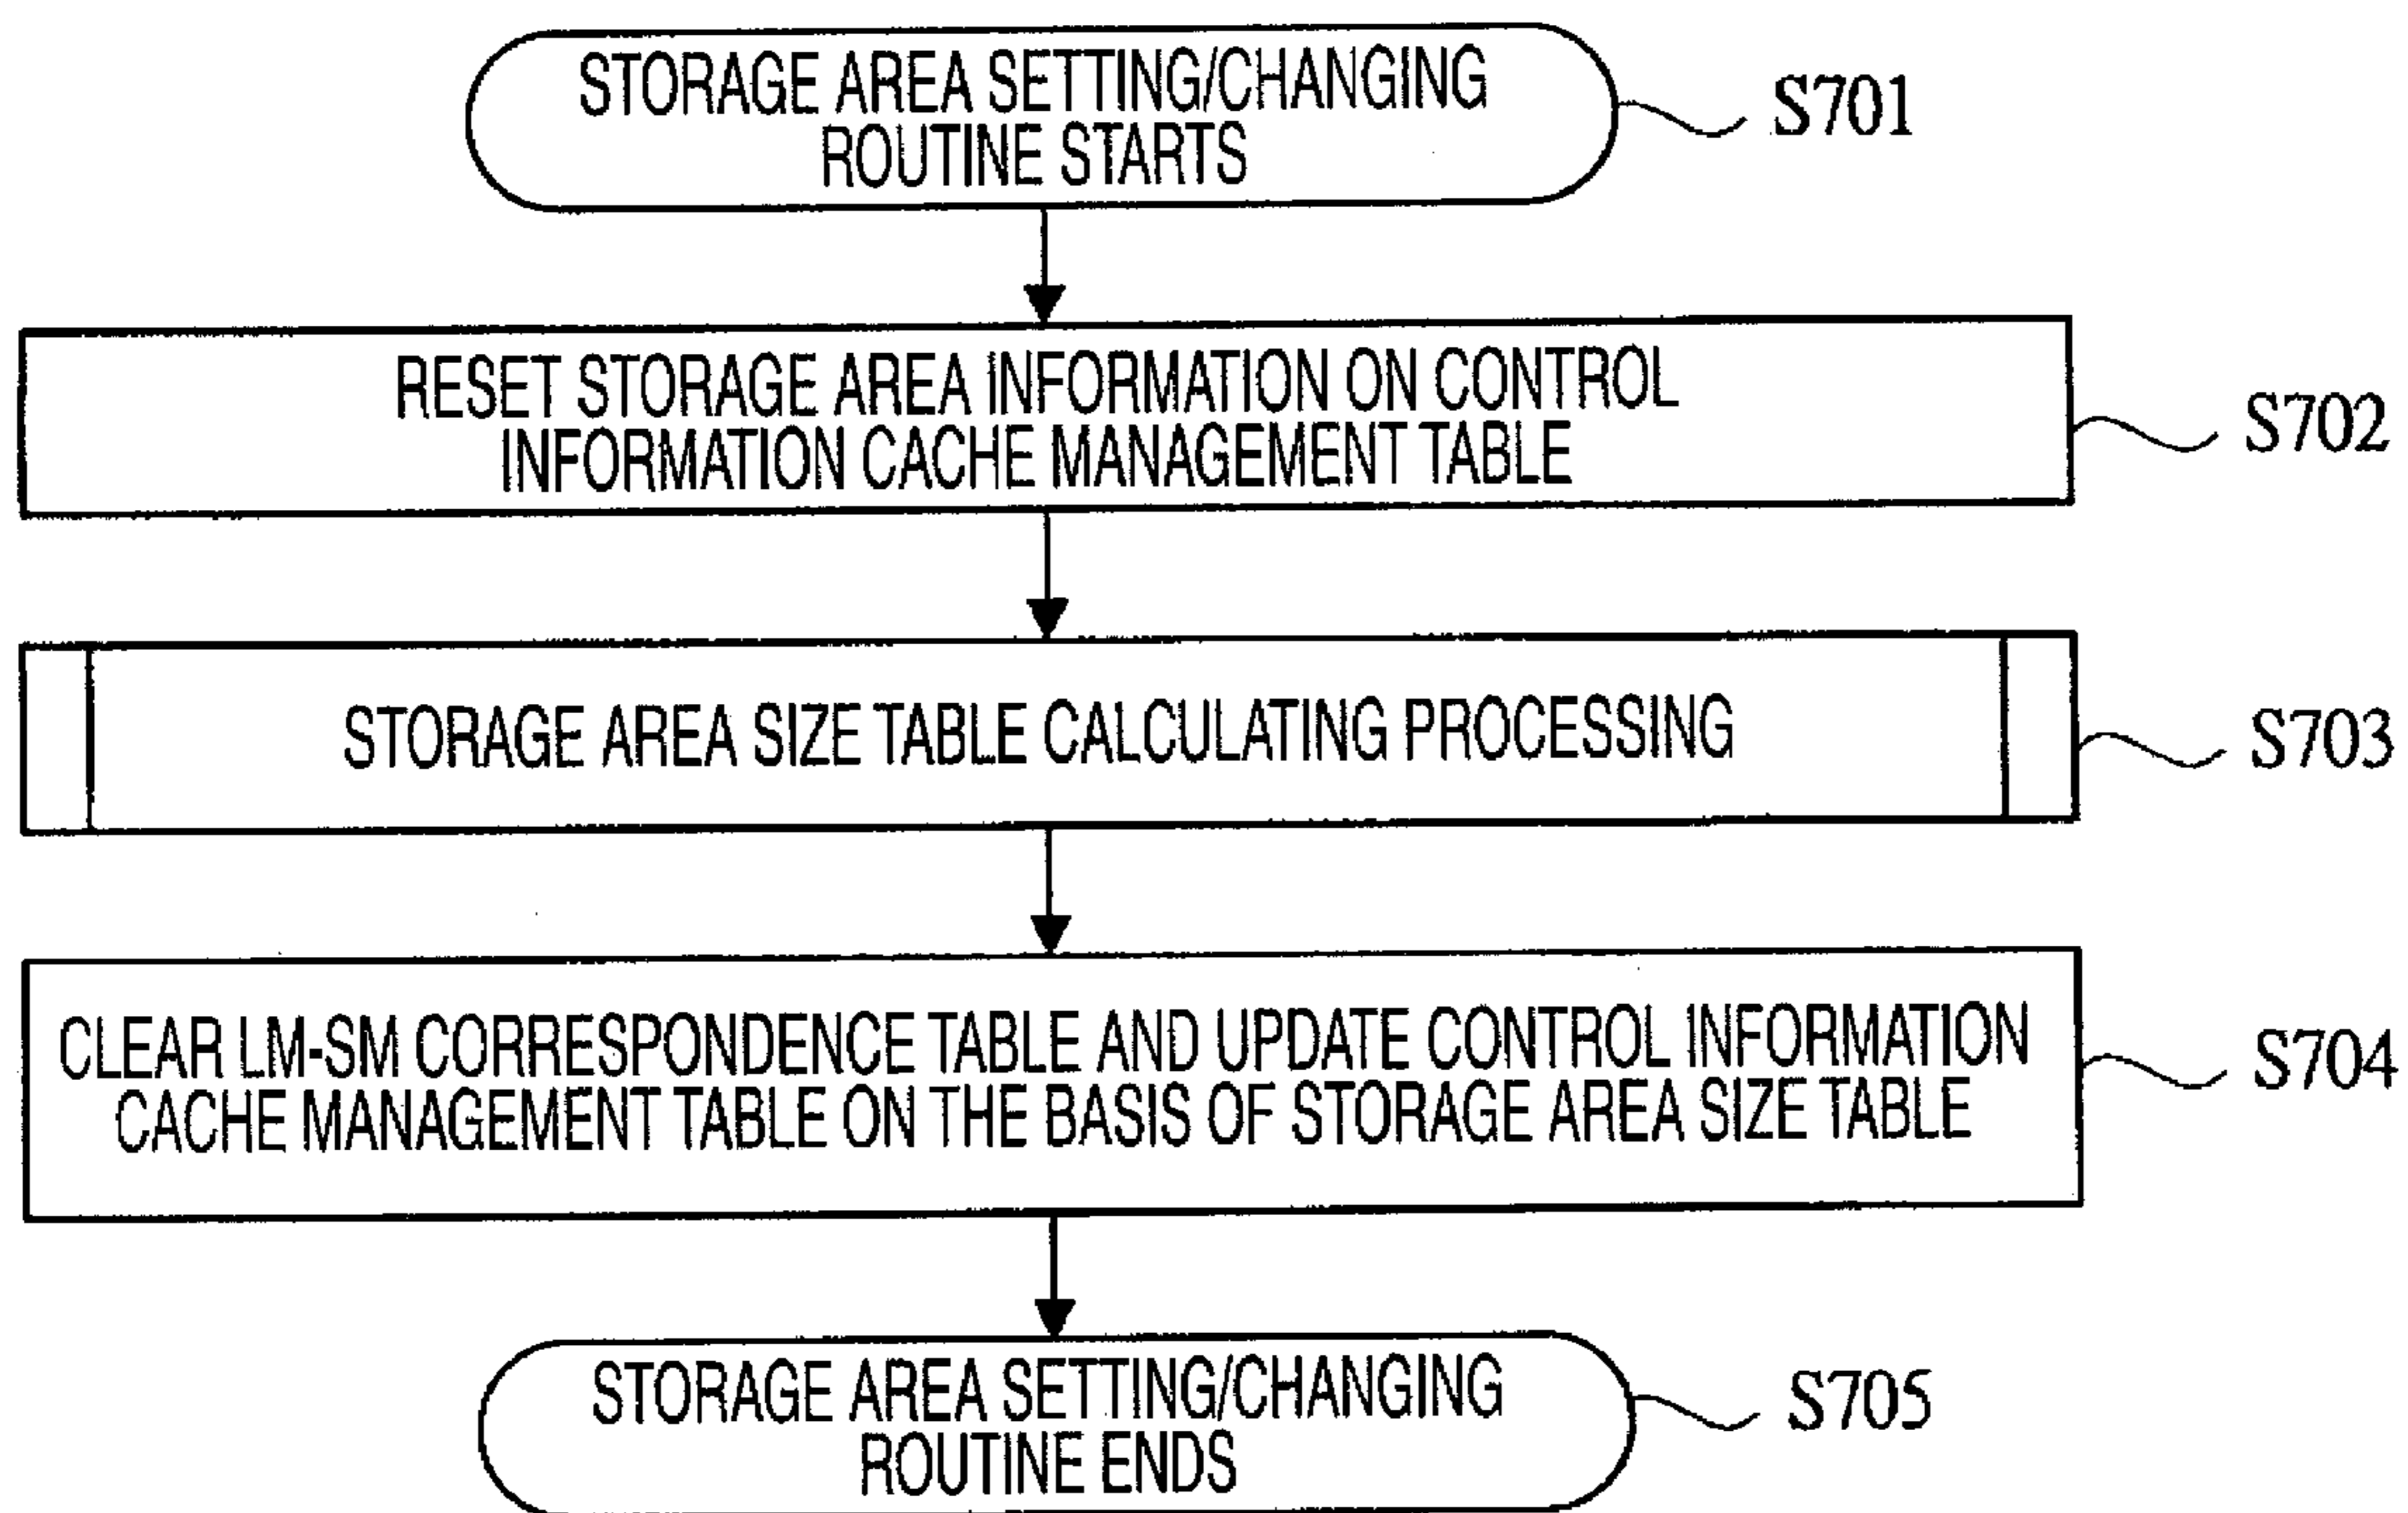 STORAGE AREA SETTING/CHANGING
ROUTINE STARTS
S701
RESET STORAGE AREA INFORMATION ON CONTROL
INFORMATION CACHE MANAGEMENT TABLE
S702
STORAGE AREA SIZE TABLE CALCULATING PROCESSING
S703
CLEAR LM-SM CORRESPONDENCE TABLE AND UPDATE CONTROL INFORMATION
CACHE MANAGEMENT TABLE ON THE BASIS OF STORAGE AREA SIZE TABLE
S704
STORAGE AREA SETTING/CHANGING
ROUTINE ENDS
S705